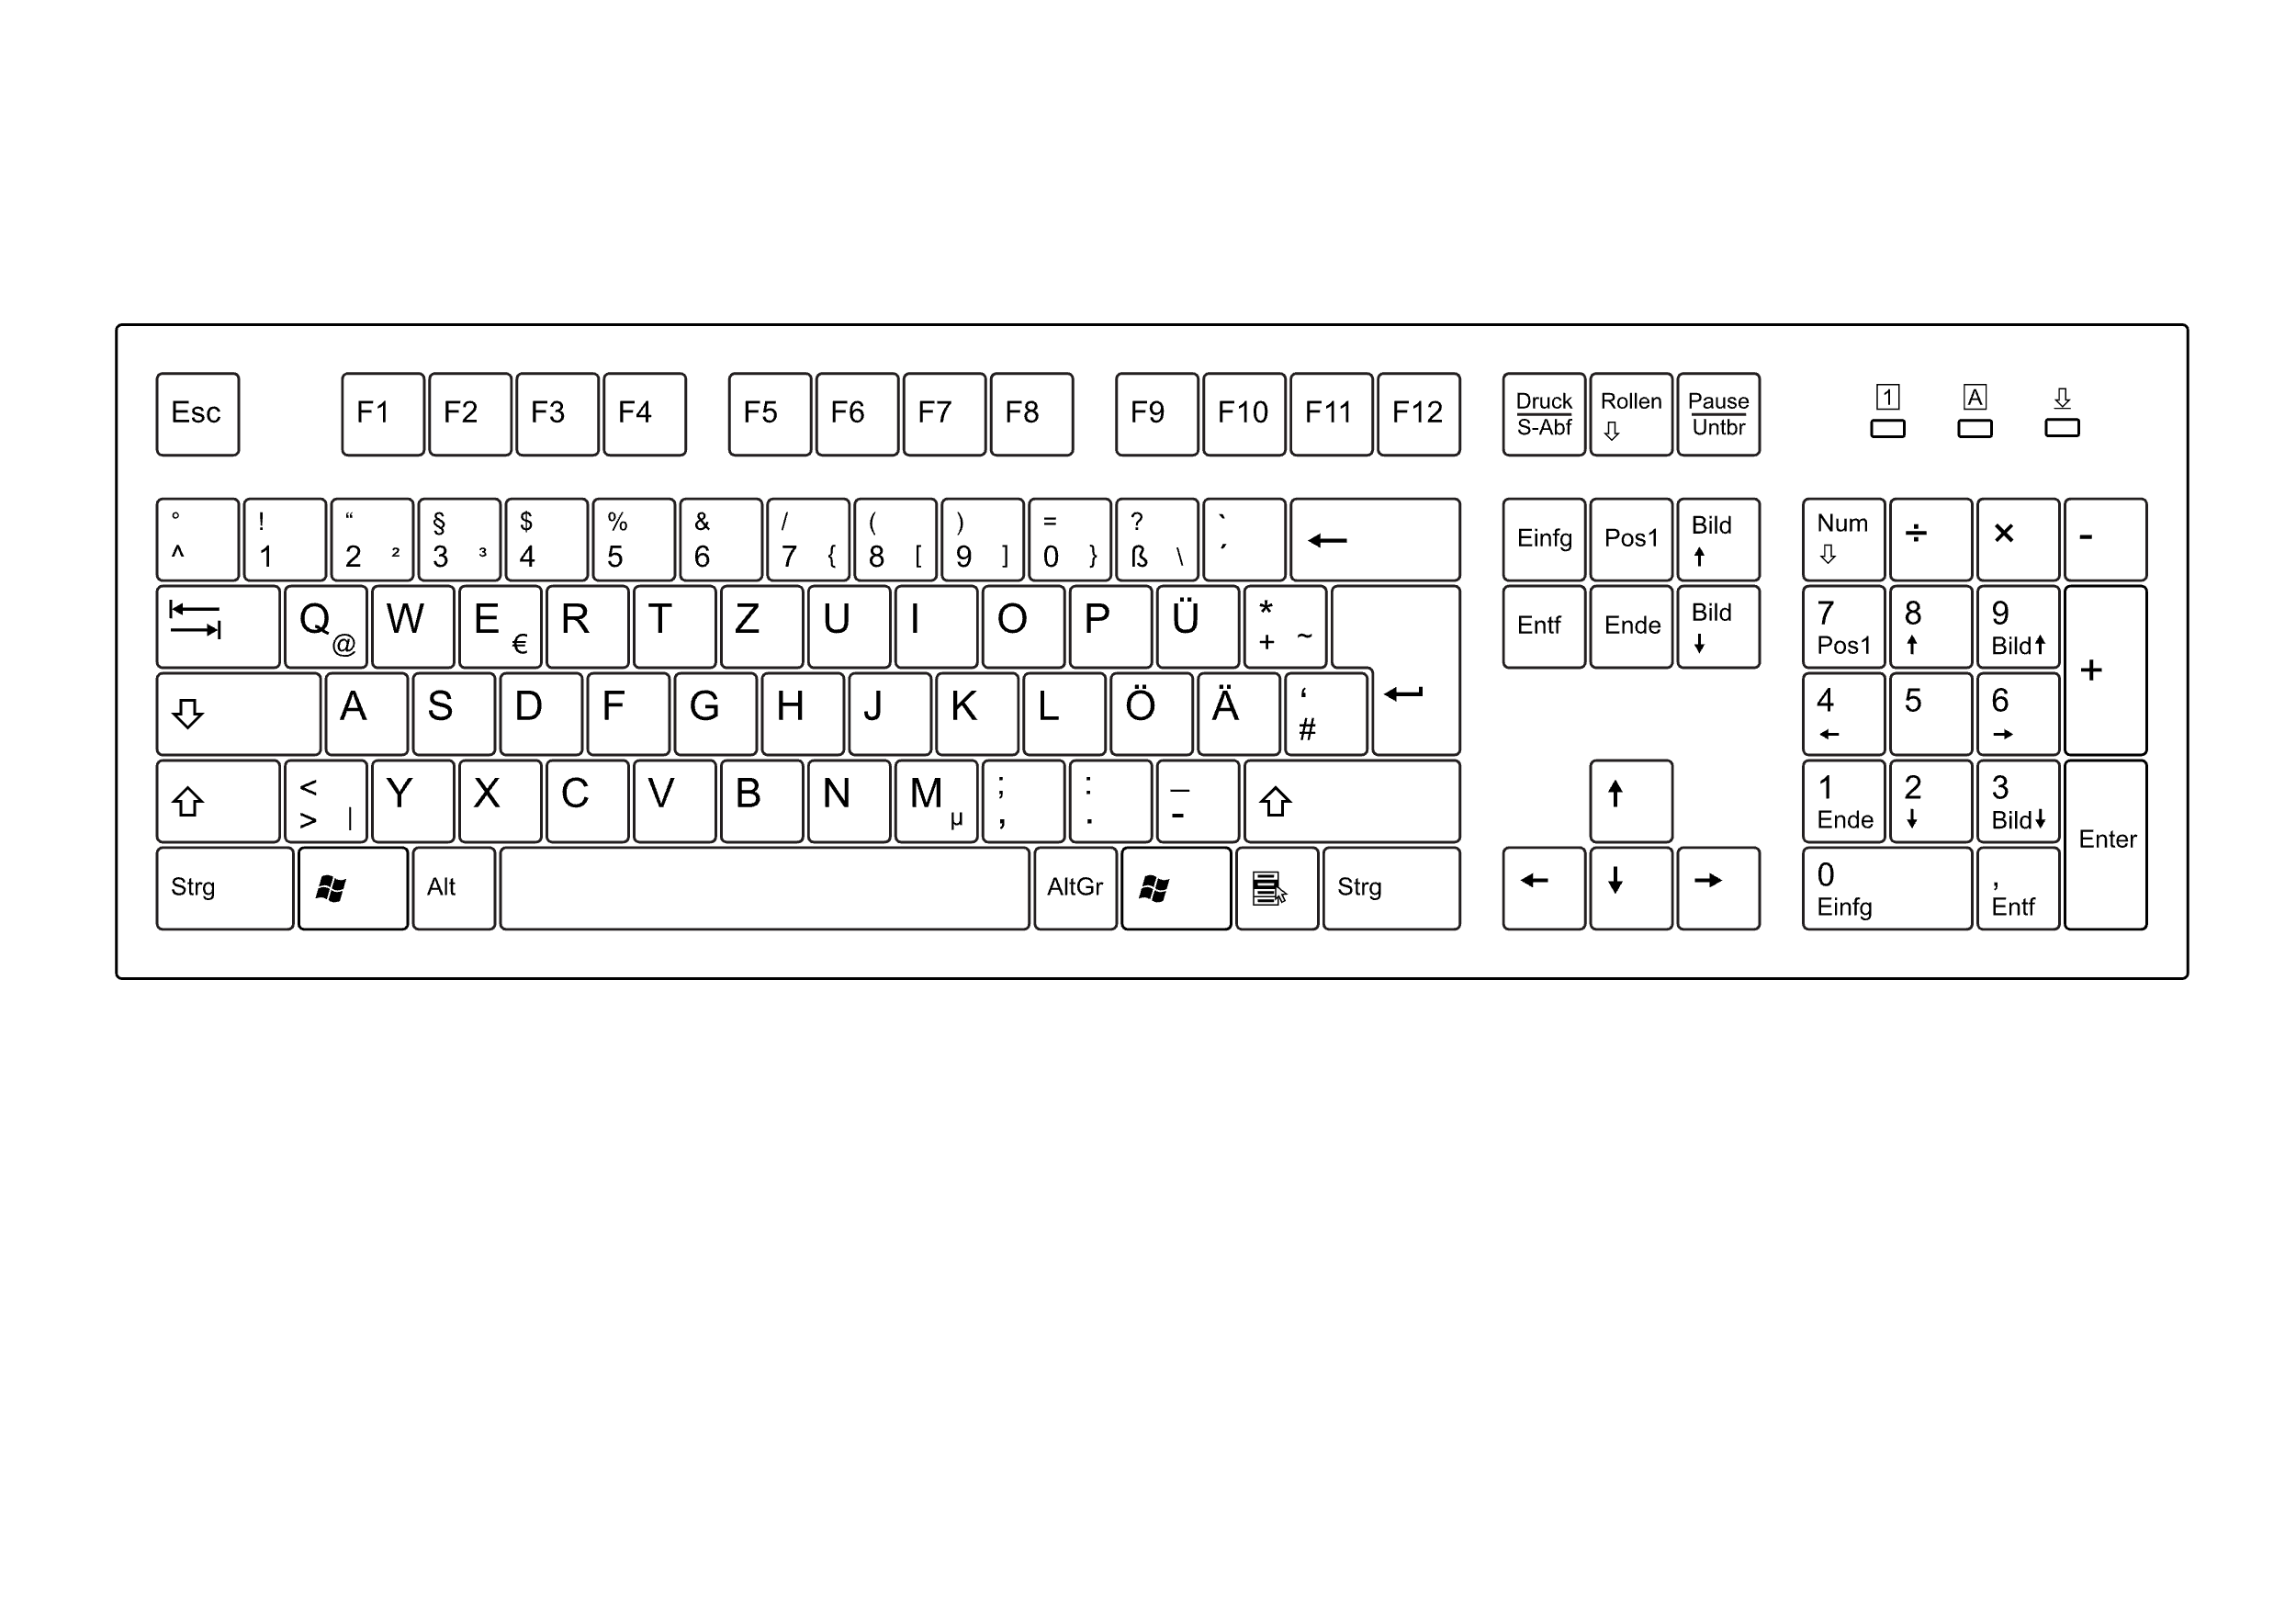 Esc F1 F2 F3 F4 F5 F6 F7 F8 F9 F10 F11 F12 Druck Rollen Pause 1 A ⇩
S-Abf ⇩ Untbr
° ! “ § $ % & / ( ) = ? `
^ 1 2 ² 3 ³ 4 5 6 7 { 8 [ 9 ] 0 } ß \ ´ ← Einfg Pos1 Bild ↑ Num ⇩ ÷ × -
Q @ W E € R T Z U I O P Ü * + ~ Entf Ende Bild ↓ 7 8 9 +
Pos1 ↑ Bild↑
⇩ A S D F G H J K L Ö Ä ‘ # ↵ 4 5 6
← →
⇧ < > | Y X C V B N M µ ; , : . _ - ⇧ ↑ 1 2 3 Enter
Ende ↓ Bild↓
Strg Alt AltGr Strg ← ↓ → 0 ,
Einfg Entf